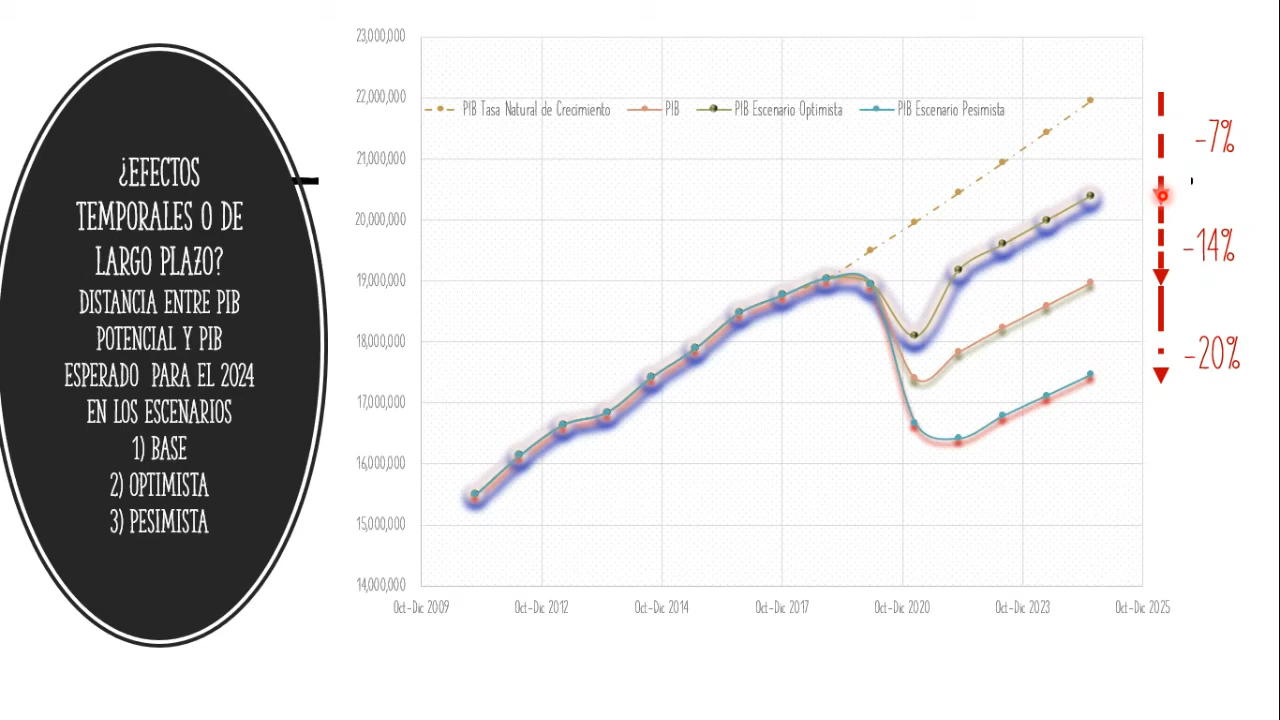 ¿EFECTOS
TEMPORALES O DE
LARGO PLAZO?
DISTANCIA ENTRE PIB
POTENCIAL Y PIB
ESPERADO PARA EL 2024
EN LOS ESCENARIOS
1) BASE
2) OPTIMISTA
3) PESIMISTA
23,000,000
22,000,000
21,000,000
20,000,000
19,000,000
18,000,000
17,000,000
16,000,000
15,000,000
14,000,000
PIB Tasa Natural de Crecimiento PIB PIB Escenario Optimista PIB Escenario Pesimista
Oct-Dic 2009 Oct-Dic 2012 Oct-Dic 2014 Oct-Dic 2017 Oct-Dic 2020 Oct-Dic 2023 Oct-Dic 2025
-7%
-14%
-20%